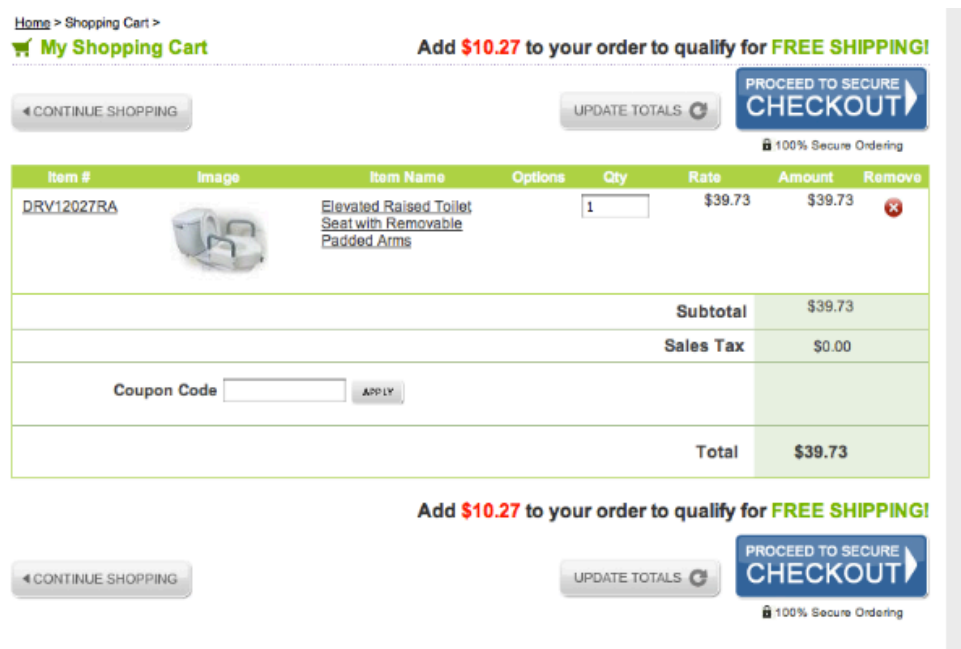 Home > Shopping Cart >
My Shopping Cart
Add $10.27 to your order to qualify for FREE SHIPPING!
CONTINUE SHOPPING
UPDATE TOTALS
PROCEED TO SECURE
CHECKOUT
100% Secure Ordering
Item # Image Item Name Options Qty Rate Amount Remove
DRV12027RA
Elevated Raised Toilet
Seat with Removable
Padded Arms
1
$39.73
$39.73
Subtotal $39.73
Sales Tax $0.00
Coupon Code APPLY
Total $39.73
Add $10.27 to your order to qualify for FREE SHIPPING!
CONTINUE SHOPPING
UPDATE TOTALS
PROCEED TO SECURE
CHECKOUT
100% Secure Ordering